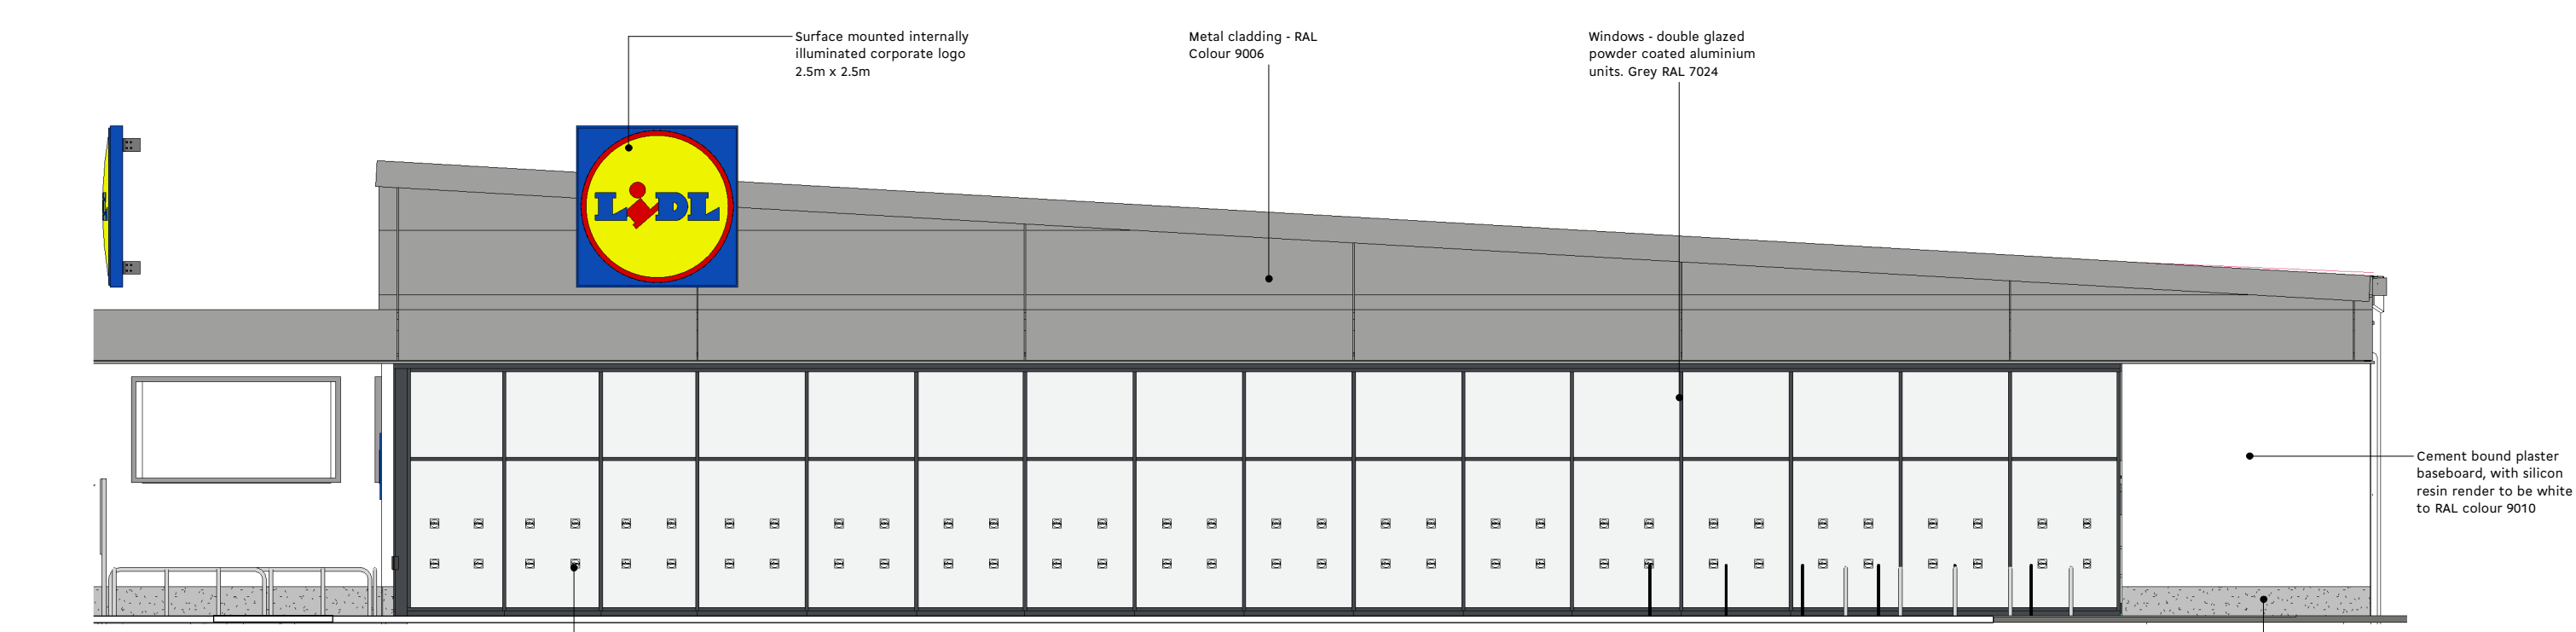 Surface mounted internally
illuminated corporate logo
2.5m x 2.5m
Metal cladding - RAL
Colour 9006
Windows - double glazed
powder coated aluminium
units. Grey RAL 7024
LiDL
Cement bound plaster
baseboard, with silicon
resin render to be white
to RAL colour 9010